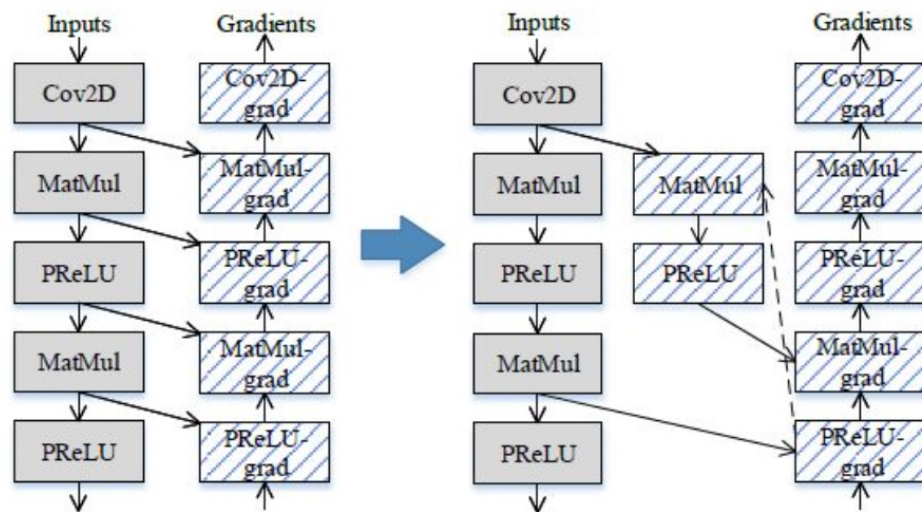 Inputs
Gradients
Cov2D
Cov2D-
grad
MatMul
MatMul-
grad
PReLU
PReLU-
grad
MatMul
MatMul-
grad
PReLU
PReLU-
grad
Inputs
Gradients
Cov2D
Cov2D-
grad
MatMul
MatMul
MatMul-
grad
PReLU
PReLU
PReLU-
grad
MatMul
MatMul-
grad
PReLU
PReLU-
grad